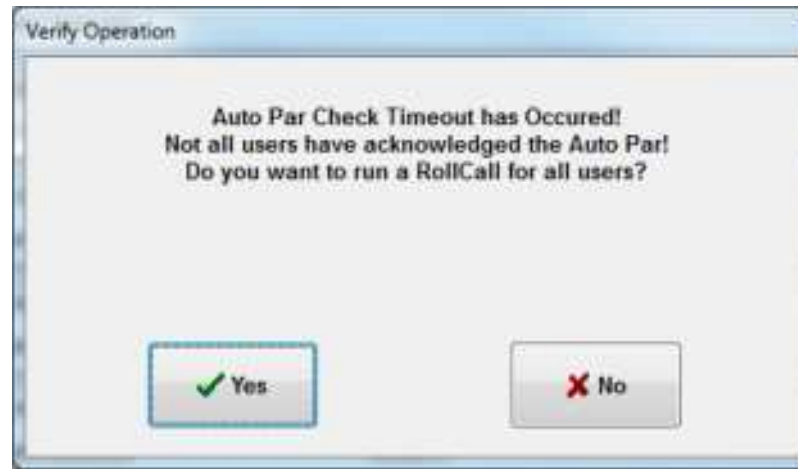 Verify Operation
Auto Par Check Timeout has Occured!
Not all users have acknowledged the Auto Par!
Do you want to run a RollCall for all users?
Yes
No